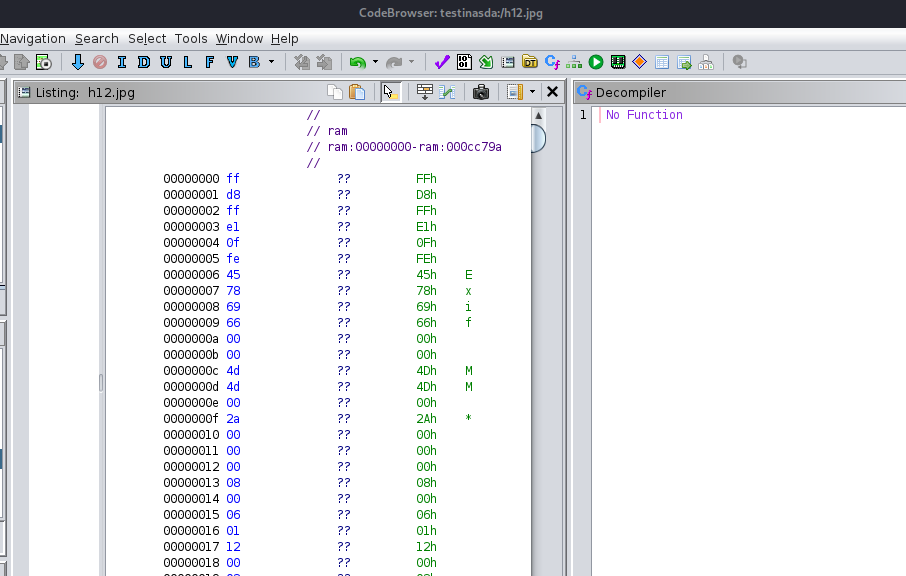 CodeBrowser: testinasda:/h12.jpg
Navigation Search Select Tools Window Help
I D U L F V B
Listing: h12.jpg
Decompiler
1 No Function
//
// ram
// ram:00000000-ram:000cc79a
//
00000000 ff ?? FFh
00000001 d8 ?? D8h
00000002 ff ?? FFh
00000003 e1 ?? E1h
00000004 0f ?? 0Fh
00000005 fe ?? FEh
00000006 45 ?? 45h E
00000007 78 ?? 78h x
00000008 69 ?? 69h i
00000009 66 ?? 66h f
0000000a 00 ?? 00h
0000000b 00 ?? 00h
0000000c 4d ?? 4Dh M
0000000d 4d ?? 4Dh M
0000000e 00 ?? 00h
0000000f 2a ?? 2Ah *
00000010 00 ?? 00h
00000011 00 ?? 00h
00000012 00 ?? 00h
00000013 08 ?? 08h
00000014 00 ?? 00h
00000015 06 ?? 06h
00000016 01 ?? 01h
00000017 12 ?? 12h
00000018 00 ?? 00h